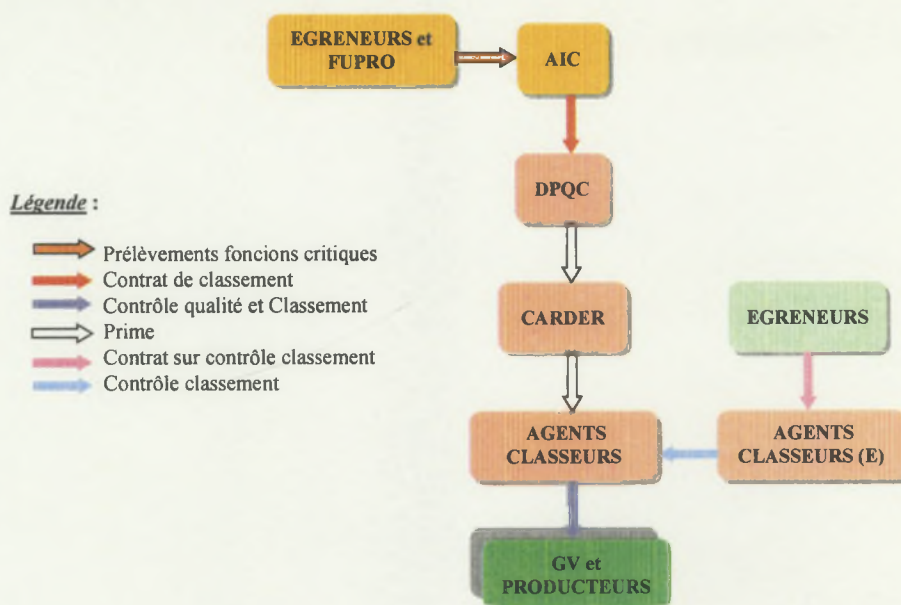 EGRENEURS et
FUPRO
AIC
DPQC
Légende :
Prélèvements foncions critiques
Contrat de classement
Contrôle qualité et Classement
Prime
Contrat sur contrôle classement
Contrôle classement
CARDER
EGRENEURS
AGENTS
CLASSEURS
AGENTS
CLASSEURS (E)
GV et
PRODUCTEURS